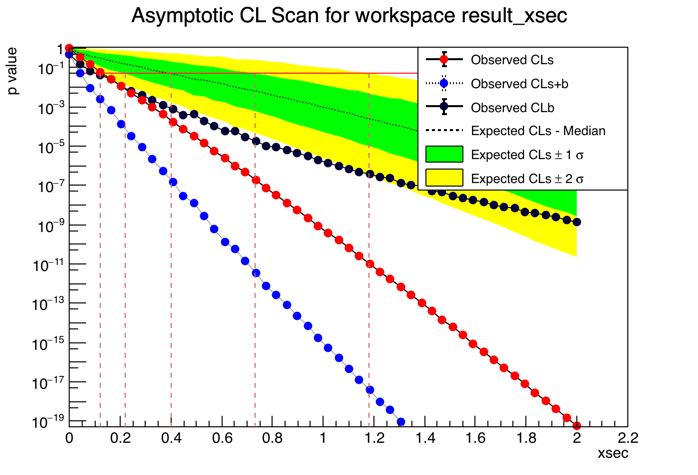 Asymptotic CL Scan for workspace result_xsec
p value
1
10⁻¹
10⁻³
10⁻⁵
10⁻⁷
10⁻⁹
10⁻¹¹
10⁻¹³
10⁻¹⁵
10⁻¹⁷
10⁻¹⁹
Observed CLs
Observed CLs+b
Observed CLb
Expected CLs - Median
Expected CLs ± 1 σ
Expected CLs ± 2 σ
0 0.2 0.4 0.6 0.8 1 1.2 1.4 1.6 1.8 2 2.2
xsec